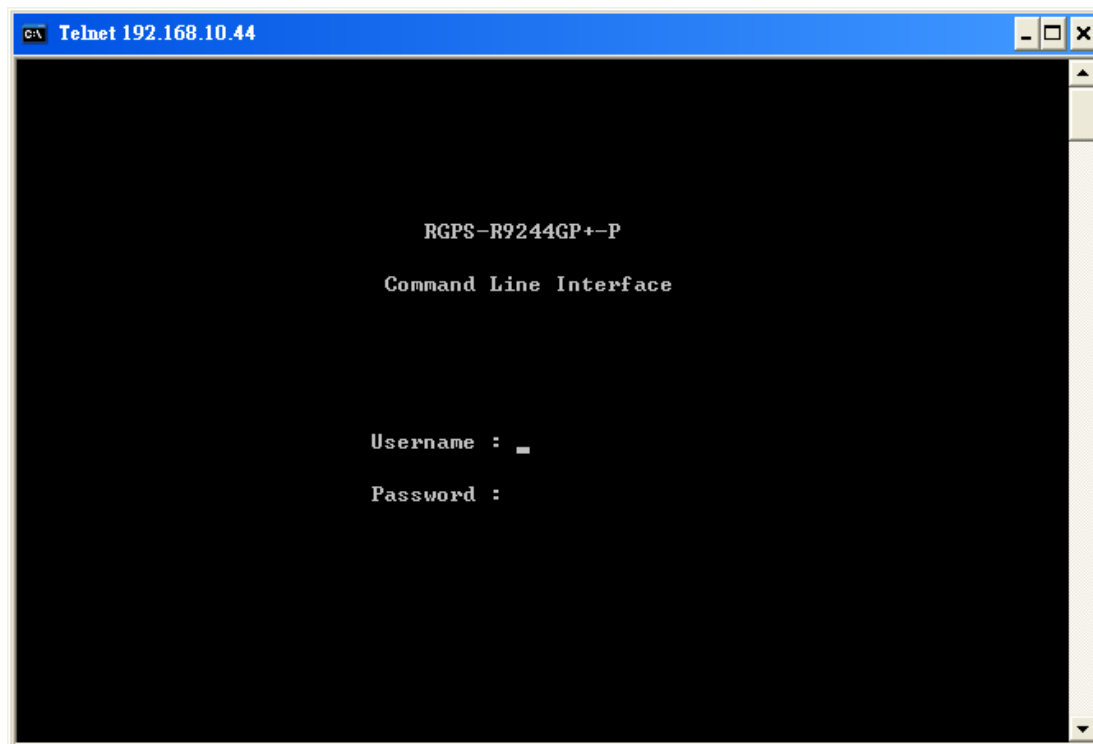 Telnet 192.168.10.44
RGPS-R9244GP+-P
Command Line Interface
Username : _
Password :